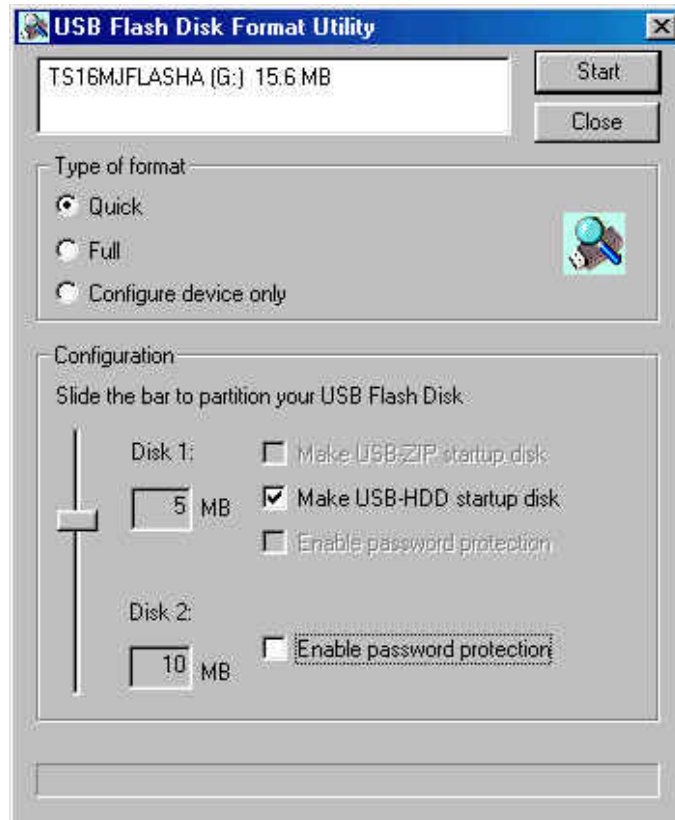 USB Flash Disk Format Utility
TS16MJFLASHA (G:) 15.6 MB
Start
Close
Type of format
Quick
Full
Configure device only
Configuration
Slide the bar to partition your USB Flash Disk
Disk 1:
Make USB-ZIP startup disk
5 MB
Make USB-HDD startup disk
Enable password protection
Disk 2:
10 MB
Enable password protection